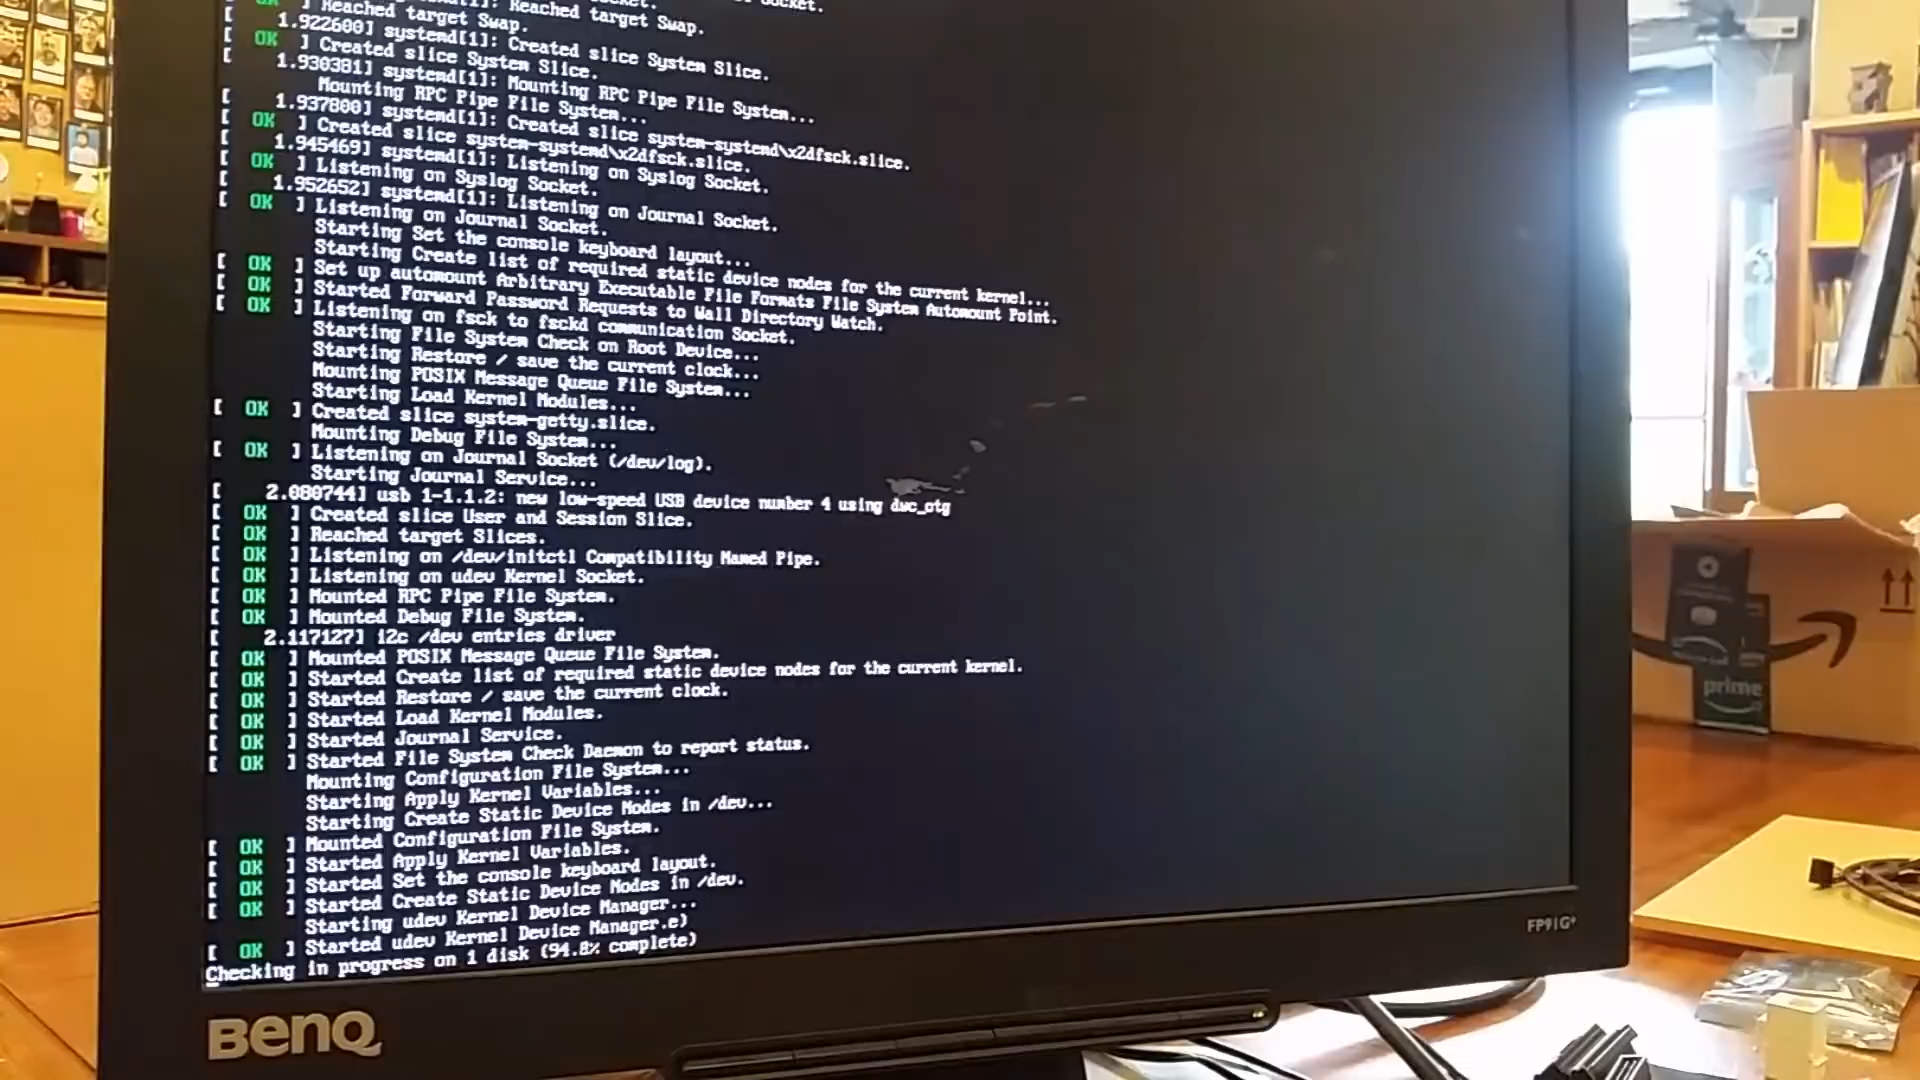 ] Reached target Swap.
1.922600] systemd[1]: Reached target Swap.
[ OK ] Created slice System Slice.
1.930381] systemd[1]: Created slice System Slice.
Mounting RPC Pipe File System...
[ 1.937800] systemd[1]: Mounting RPC Pipe File System...
[ OK ] Created slice system-systemd\x2dfsck.slice.
[ 1.945469] systemd[1]: Created slice system-systemd\x2dfsck.slice.
[ OK ] Listening on Syslog Socket.
[ 1.952652] systemd[1]: Listening on Syslog Socket.
[ OK ] Listening on Journal Socket.
systemd[1]: Listening on Journal Socket.
Starting Set the console keyboard layout...
Starting Create list of required static device nodes for the current kernel...
[ OK ] Set up automount Arbitrary Executable File Formats File System Automount Point.
[ OK ] Started Forward Password Requests to Wall Directory Watch.
[ OK ] Listening on fsck to fsckd communication Socket.
Starting File System Check on Root Device...
Starting Restore / save the current clock...
Mounting POSIX Message Queue File System...
Starting Load Kernel Modules...
[ OK ] Created slice system-getty.slice.
Mounting Debug File System...
[ OK ] Listening on Journal Socket (/dev/log).
Starting Journal Service...
[ 2.080744] usb 1-1.1.2: new low-speed USB device number 4 using dwc_otg
[ OK ] Created slice User and Session Slice.
[ OK ] Reached target Slices.
[ OK ] Listening on /dev/initctl Compatibility Named Pipe.
[ OK ] Listening on udev Kernel Socket.
[ OK ] Mounted RPC Pipe File System.
[ OK ] Mounted Debug File System.
[ 2.117127] i2c /dev entries driver
[ OK ] Mounted POSIX Message Queue File System.
[ OK ] Started Create list of required static device nodes for the current kernel.
[ OK ] Started Restore / save the current clock.
[ OK ] Started Load Kernel Modules.
[ OK ] Started Journal Service.
[ OK ] Started File System Check Daemon to report status.
Mounting Configuration File System...
Starting Apply Kernel Variables...
Starting Create Static Device Nodes in /dev...
[ OK ] Mounted Configuration File System.
[ OK ] Started Apply Kernel Variables.
[ OK ] Started Set the console keyboard layout.
[ OK ] Started Create Static Device Nodes in /dev.
Starting udev Kernel Device Manager...
[ OK ] Started udev Kernel Device Manager.e)
Checking in progress on 1 disk (94.8% complete)
FP91G+
BenQ
prime